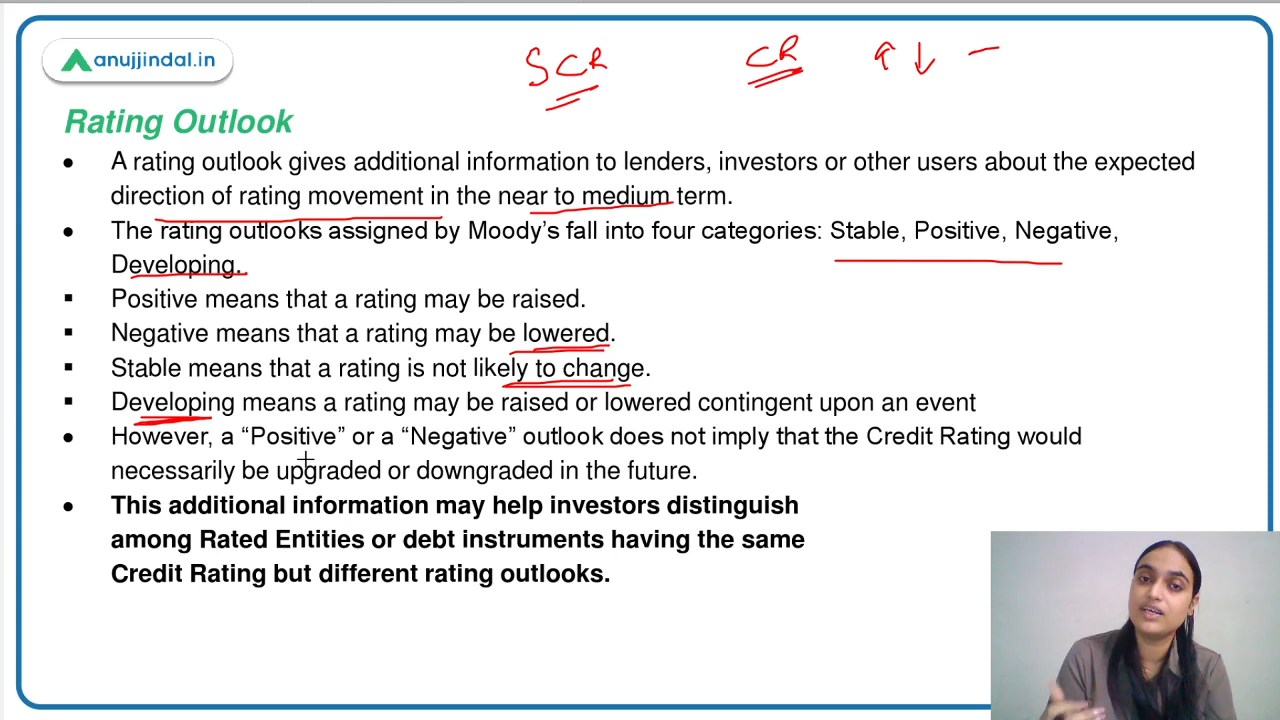 anujjindal.in
SCR CR ↑ ↓ –
Rating Outlook
• A rating outlook gives additional information to lenders, investors or other users about the expected
direction of rating movement in the near to medium term.
• The rating outlooks assigned by Moody’s fall into four categories: Stable, Positive, Negative,
Developing.
▪ Positive means that a rating may be raised.
▪ Negative means that a rating may be lowered.
▪ Stable means that a rating is not likely to change.
▪ Developing means a rating may be raised or lowered contingent upon an event
• However, a “Positive” or a “Negative” outlook does not imply that the Credit Rating would
necessarily be upgraded or downgraded in the future.
• This additional information may help investors distinguish
among Rated Entities or debt instruments having the same
Credit Rating but different rating outlooks.